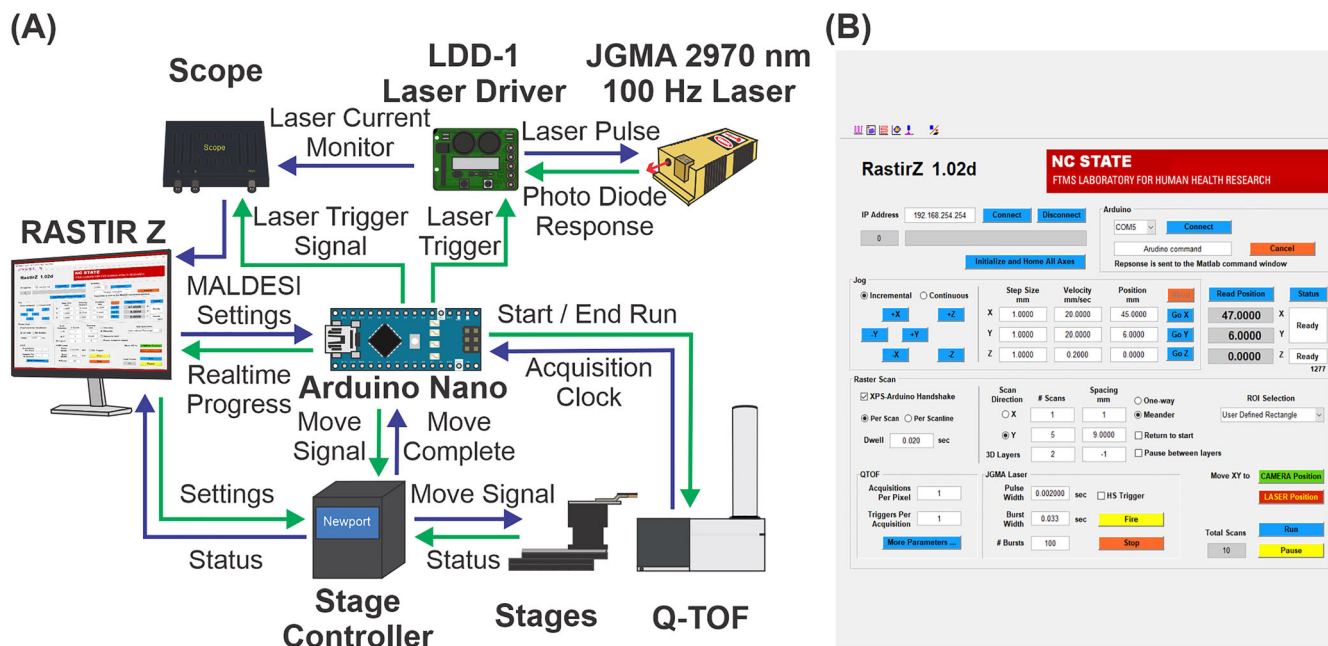 (A)
Scope
LDD-1
Laser Driver
JGMA 2970 nm
100 Hz Laser
Laser Current
Monitor
Scope
Laser Pulse
Photo Diode
Response
Laser Trigger
Signal
Laser
Trigger
RASTIR Z
RastirZ 1.02d
NC STATE
MALDESI
Settings
Start / End Run
Realtime
Progress
Arduino Nano
Acquisition
Clock
Move
Signal
Move
Complete
Settings
Status
Newport
Move Signal
Status
Stage
Controller
Stages
Q-TOF
(B)
RastirZ 1.02d
NC STATE
FTMS LABORATORY FOR HUMAN HEALTH RESEARCH
IP Address 192.168.254.254 Connect Disconnect
0
Initialize and Home All Axes
Arduino
COM5 Connect
Arudino command Cancel
Repsonse is sent to the Matlab command window
Jog
Incremental Continuous
+X +Z
-Y +Y
-X -Z
Step Size
mm
Velocity
mm/sec
Position
mm
Read Position Status
X 1.0000 20.0000 45.0000 Go X 47.0000 X
Y 1.0000 20.0000 6.0000 Go Y 6.0000 Y
Ready
Z 1.0000 0.2000 0.0000 Go Z 0.0000 Z Ready
1277
Raster Scan
XPS-Arduino Handshake
Per Scan Per Scanline
Dwell 0.020 sec
Scan
Direction
# Scans
Spacing
mm
X 1 1
Y 5 9.0000
3D Layers 2 -1
One-way
Meander
Return to start
Pause between layers
ROI Selection
User Defined Rectangle
QTOF
Acquisitions
Per Pixel
1
Triggers Per
Acquisition
1
More Parameters ...
JGMA Laser
Pulse
Width
0.002000 sec HS Trigger
Burst
Width
0.033 sec Fire
# Bursts 100 Stop
Move XY to CAMERA Position
LASER Position
Total Scans Run
10 Pause